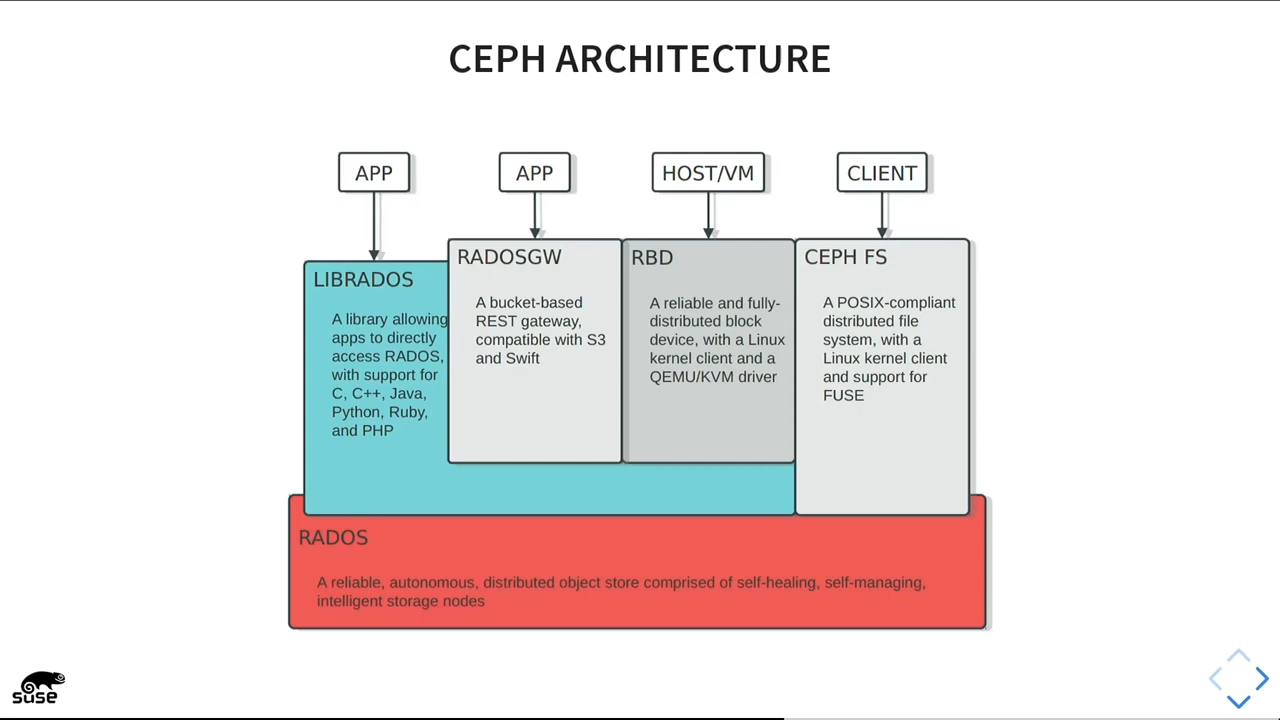 CEPH ARCHITECTURE
APP
APP
HOST/VM
CLIENT
LIBRADOS
A library allowing
apps to directly
access RADOS,
with support for
C, C++, Java,
Python, Ruby,
and PHP
RADOSGW
A bucket-based
REST gateway,
compatible with S3
and Swift
RBD
A reliable and fully-
distributed block
device, with a Linux
kernel client and a
QEMU/KVM driver
CEPH FS
A POSIX-compliant
distributed file
system, with a
Linux kernel client
and support for
FUSE
RADOS
A reliable, autonomous, distributed object store comprised of self-healing, self-managing,
intelligent storage nodes
suse